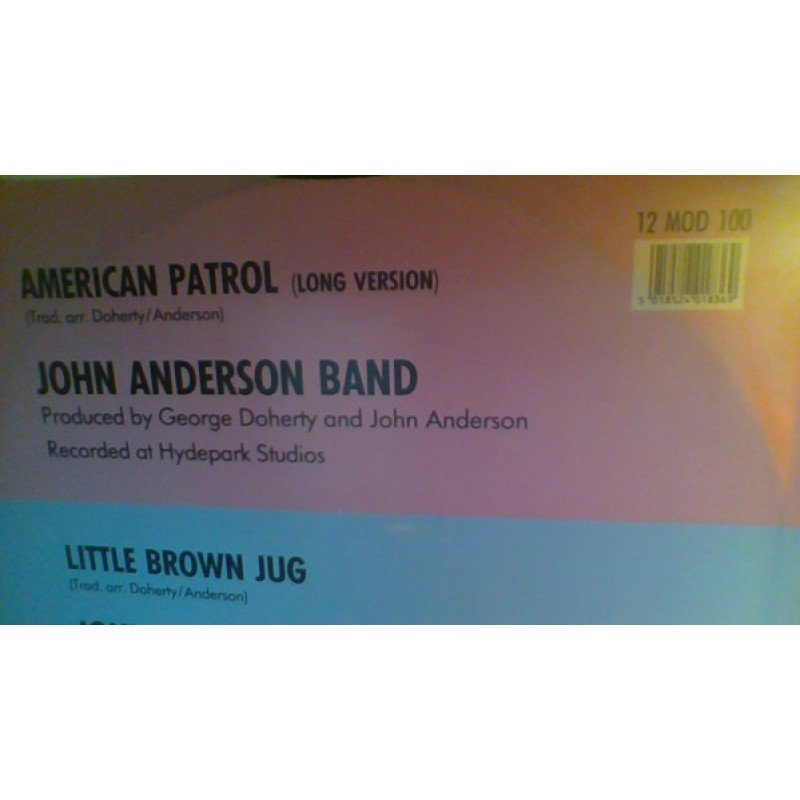 12 MOD 100
AMERICAN PATROL (LONG VERSION)
(Trad. arr. Doherty/Anderson)
JOHN ANDERSON BAND
Produced by George Doherty and John Anderson
Recorded at Hydepark Studios
LITTLE BROWN JUG
(Trad. arr. Doherty/Anderson)